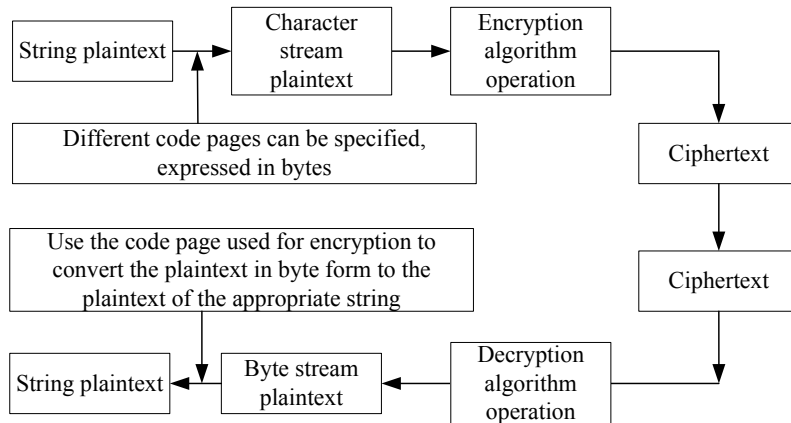 String plaintext
Character
stream
plaintext
Encryption
algorithm
operation
Different code pages can be specified,
expressed in bytes
Ciphertext
Use the code page used for encryption to
convert the plaintext in byte form to the
plaintext of the appropriate string
Ciphertext
String plaintext
Byte stream
plaintext
Decryption
algorithm
operation